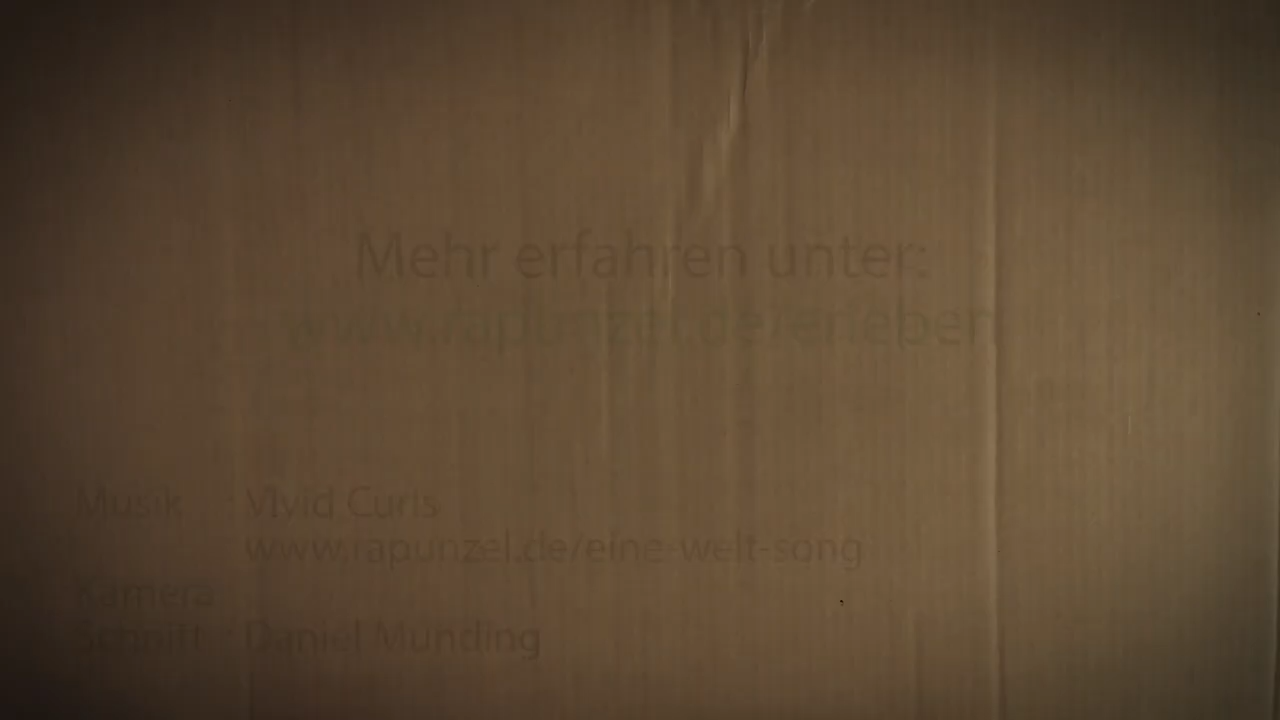 Mehr erfahren unter:
www.rapunzel.de/erleben
Musik : Vivid Curls
www.rapunzel.de/eine-welt-song
Kamera
Schnitt : Daniel Munding